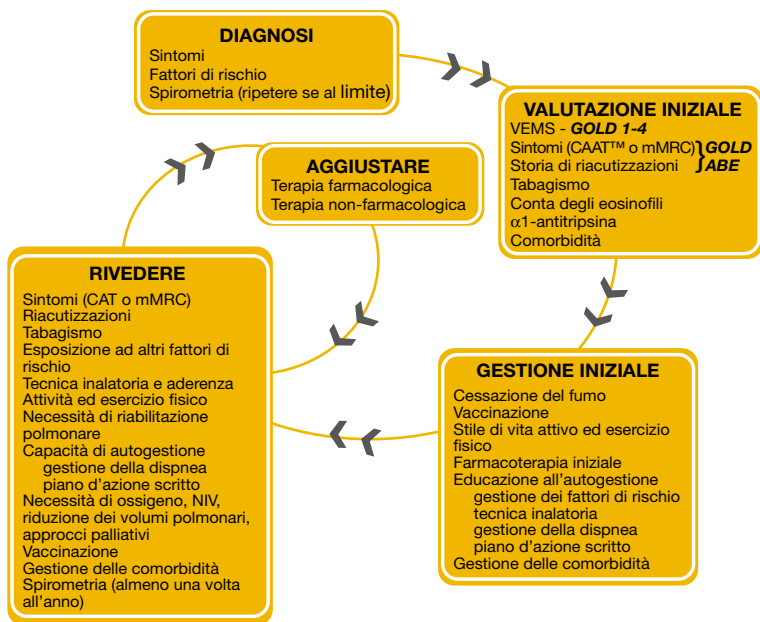 DIAGNOSI
Sintomi
Fattori di rischio
Spirometria (ripetere se al limite)
VALUTAZIONE INIZIALE
VEMS - GOLD 1-4
Sintomi (CAAT™ o mMRC) } GOLD
Storia di riacutizzazioni ABE
Tabagismo
Conta degli eosinofili
α1-antitripsina
Comorbidità
AGGIUSTARE
Terapia farmacologica
Terapia non-farmacologica
RIVEDERE
Sintomi (CAT o mMRC)
Riacutizzazioni
Tabagismo
Esposizione ad altri fattori di
rischio
Tecnica inalatoria e aderenza
Attività ed esercizio fisico
Necessità di riabilitazione
polmonare
Capacità di autogestione
gestione della dispnea
piano d'azione scritto
Necessità di ossigeno, NIV,
riduzione dei volumi polmonari,
approcci palliativi
Vaccinazione
Gestione delle comorbidità
Spirometria (almeno una volta
all'anno)
GESTIONE INIZIALE
Cessazione del fumo
Vaccinazione
Stile di vita attivo ed esercizio
fisico
Farmacoterapia iniziale
Educazione all'autogestione
gestione dei fattori di rischio
tecnica inalatoria
gestione della dispnea
piano d'azione scritto
Gestione delle comorbidità